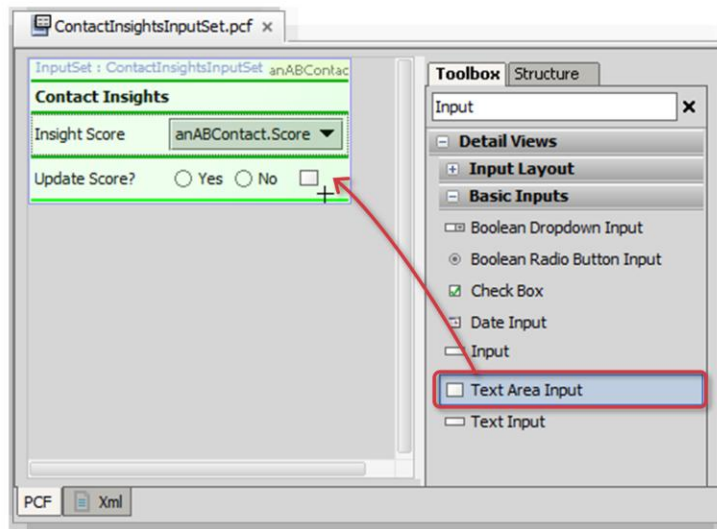 ContactInsightsInputSet.pcf
InputSet : ContactInsightsInputSet anABContac
Contact Insights
Insight Score anABContact.Score
Update Score? Yes No
PCF Xml
Toolbox Structure
Input
Detail Views
Input Layout
Basic Inputs
Boolean Dropdown Input
Boolean Radio Button Input
Check Box
Date Input
Input
Text Area Input
Text Input